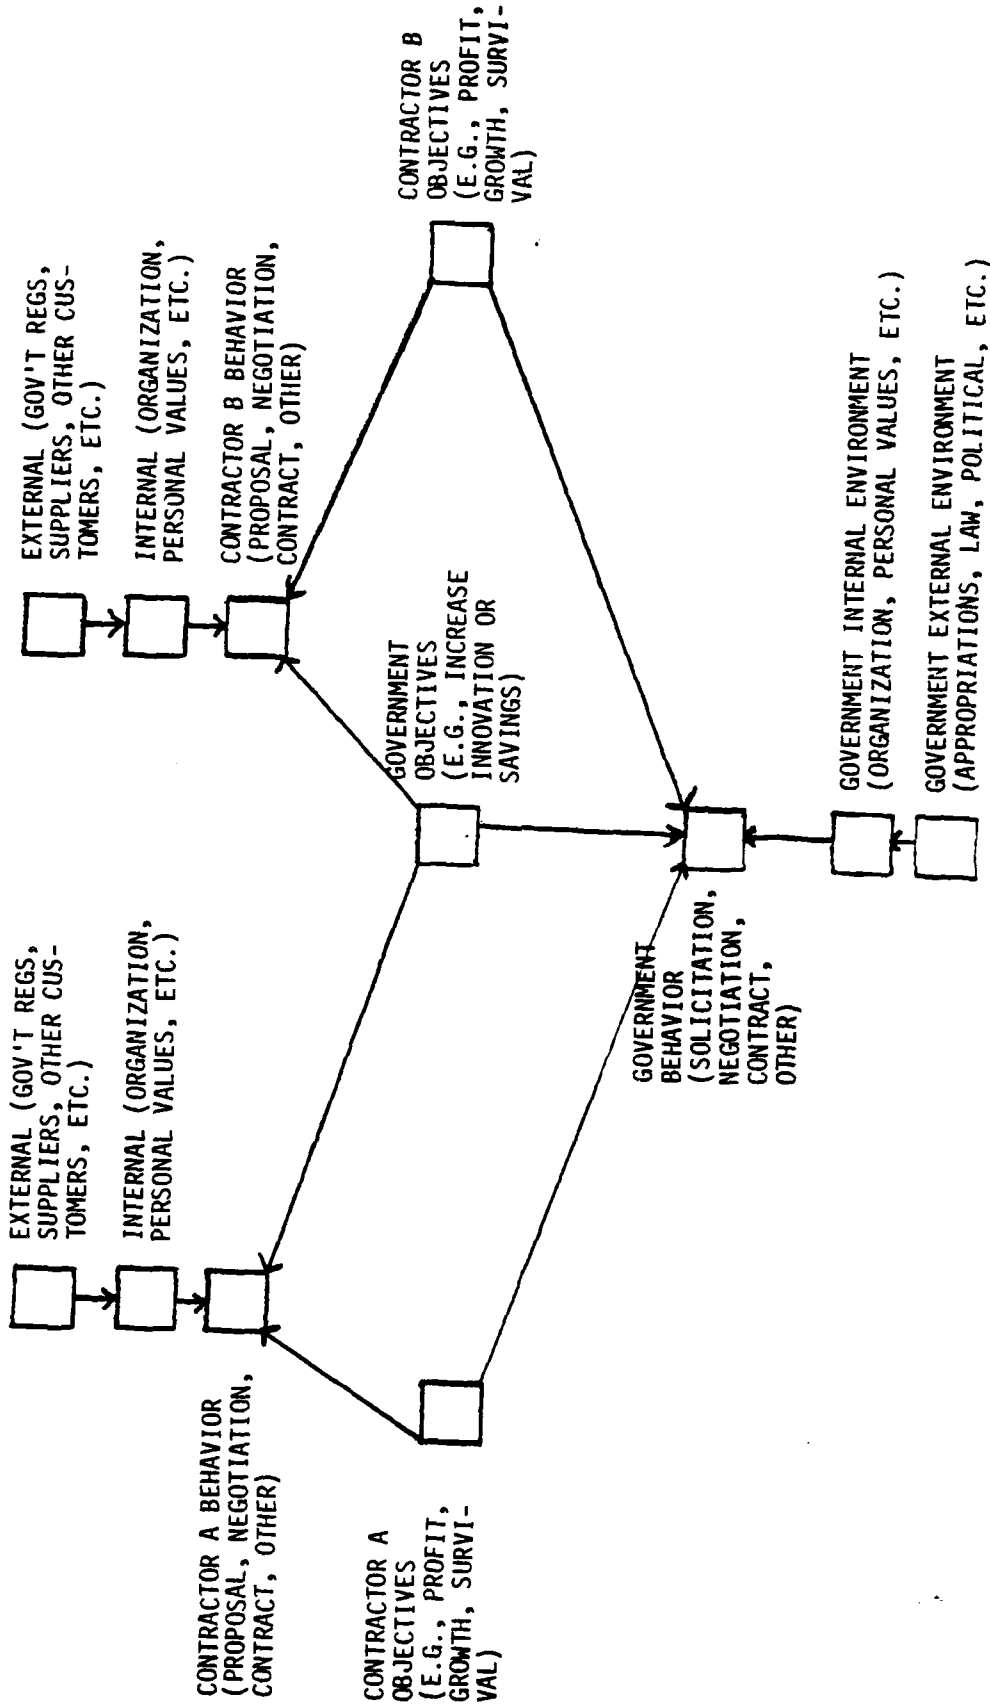 EXTERNAL (GOV'T REGS,
SUPPLIERS, OTHER CUS-
TOMERS, ETC.)
INTERNAL (ORGANIZATION,
PERSONAL VALUES, ETC.)
CONTRACTOR A BEHAVIOR
(PROPOSAL, NEGOTIATION,
CONTRACT, OTHER)
CONTRACTOR A
OBJECTIVES
(E.G., PROFIT,
GROWTH, SURVI-
VAL)
EXTERNAL (GOV'T REGS,
SUPPLIERS, OTHER CUS-
TOMERS, ETC.)
INTERNAL (ORGANIZATION,
PERSONAL VALUES, ETC.)
CONTRACTOR B BEHAVIOR
(PROPOSAL, NEGOTIATION,
CONTRACT, OTHER)
GOVERNMENT
OBJECTIVES
(E.G., INCREASE
INNOVATION OR
SAVINGS)
CONTRACTOR B
OBJECTIVES
(E.G., PROFIT,
GROWTH, SURVI-
VAL)
GOVERNMENT
BEHAVIOR
(SOLICITATION,
NEGOTIATION,
CONTRACT,
OTHER)
GOVERNMENT INTERNAL ENVIRONMENT
(ORGANIZATION, PERSONAL VALUES, ETC.)
GOVERNMENT EXTERNAL ENVIRONMENT
(APPROPRIATIONS, LAW, POLITICAL, ETC.)